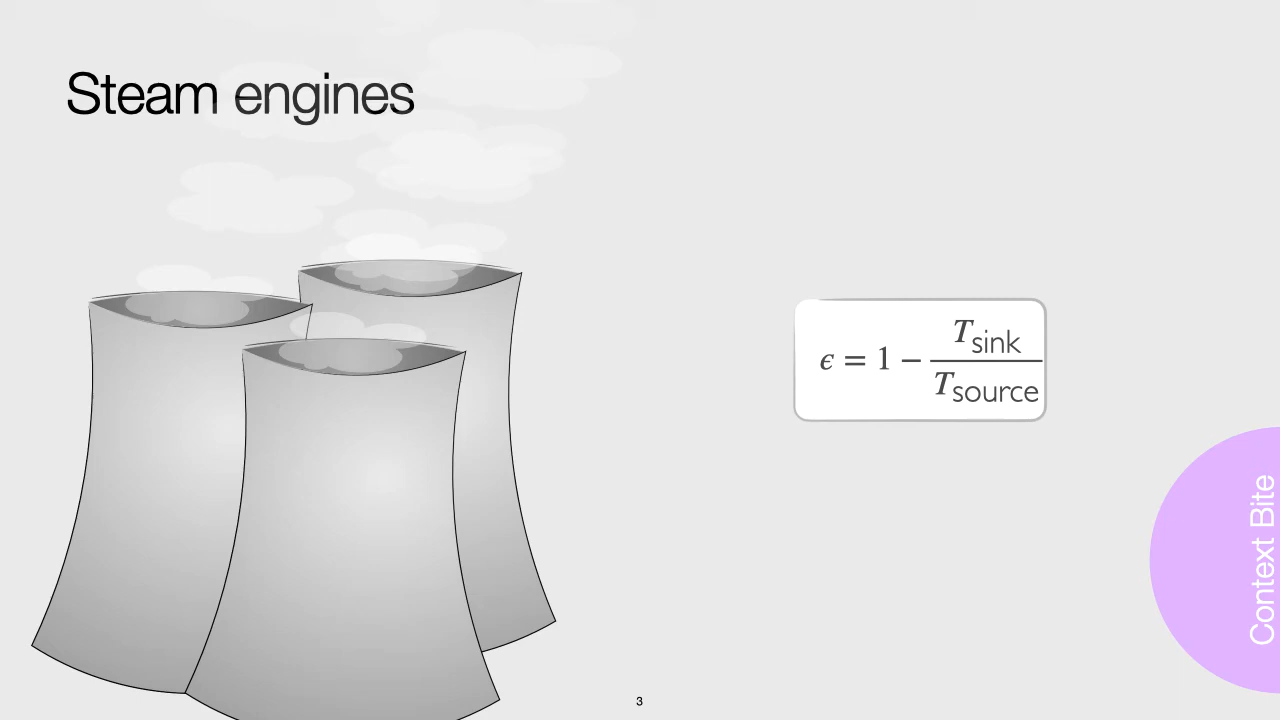 Steam engines
ϵ = 1 − T_sink / T_source
Context Bite
3